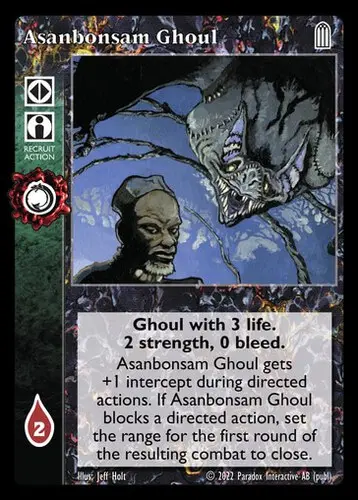 Asanbonsam Ghoul
RECRUIT
ACTION
Ghoul with 3 life.
2 strength, 0 bleed.
Asanbonsam Ghoul gets
+1 intercept during directed
actions. If Asanbonsam Ghoul
blocks a directed action, set
the range for the first round of
the resulting combat to close.
2
Illus: Jeff Holt
© 2022 Paradox Interactive AB (publ)